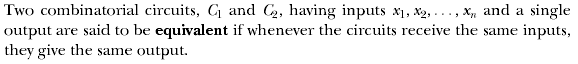 Two combinatorial circuits, C₁ and C₂, having inputs x₁, x₂, . . . , xₙ and a single
output are said to be equivalent if whenever the circuits receive the same inputs,
they give the same output.